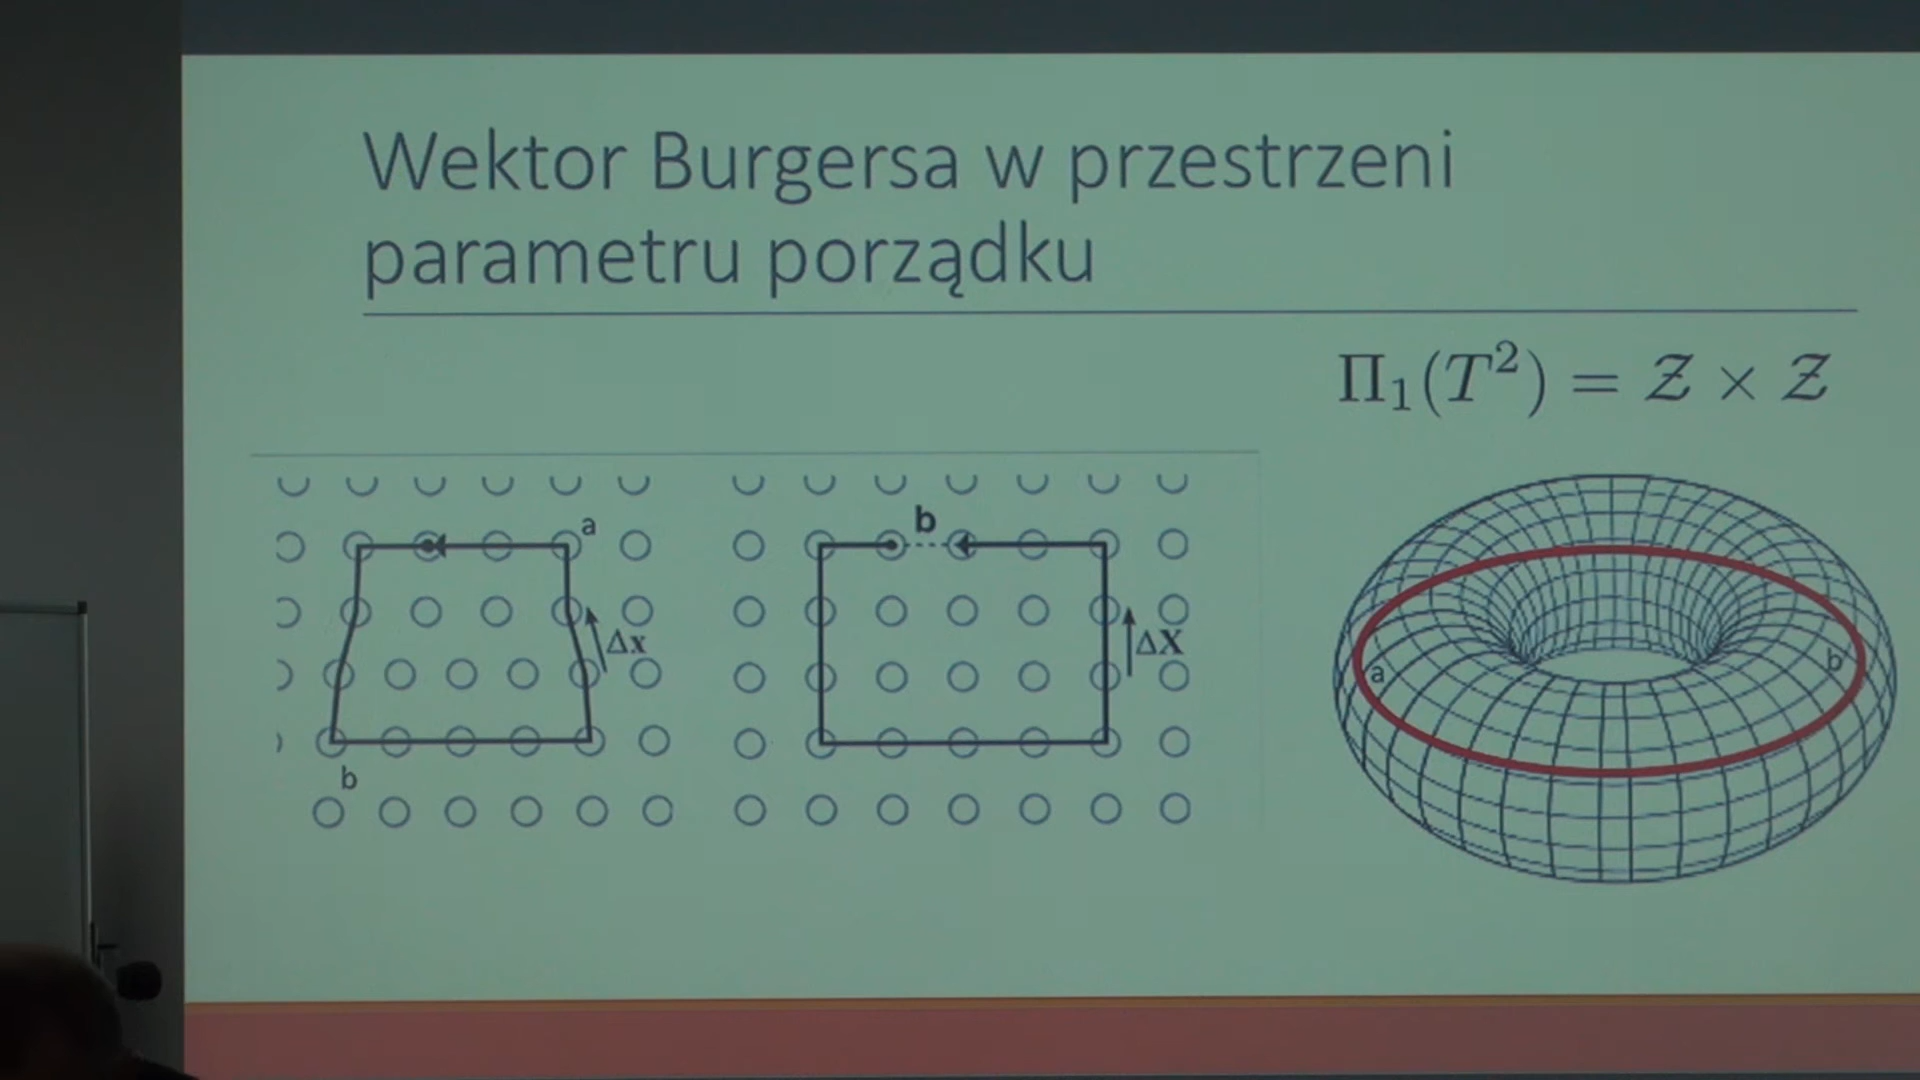 Wektor Burgersa w przestrzeni
parametru porządku
Π₁(T²) = 𝒵 × 𝒵
a
b
Δx
b
ΔX
a
b